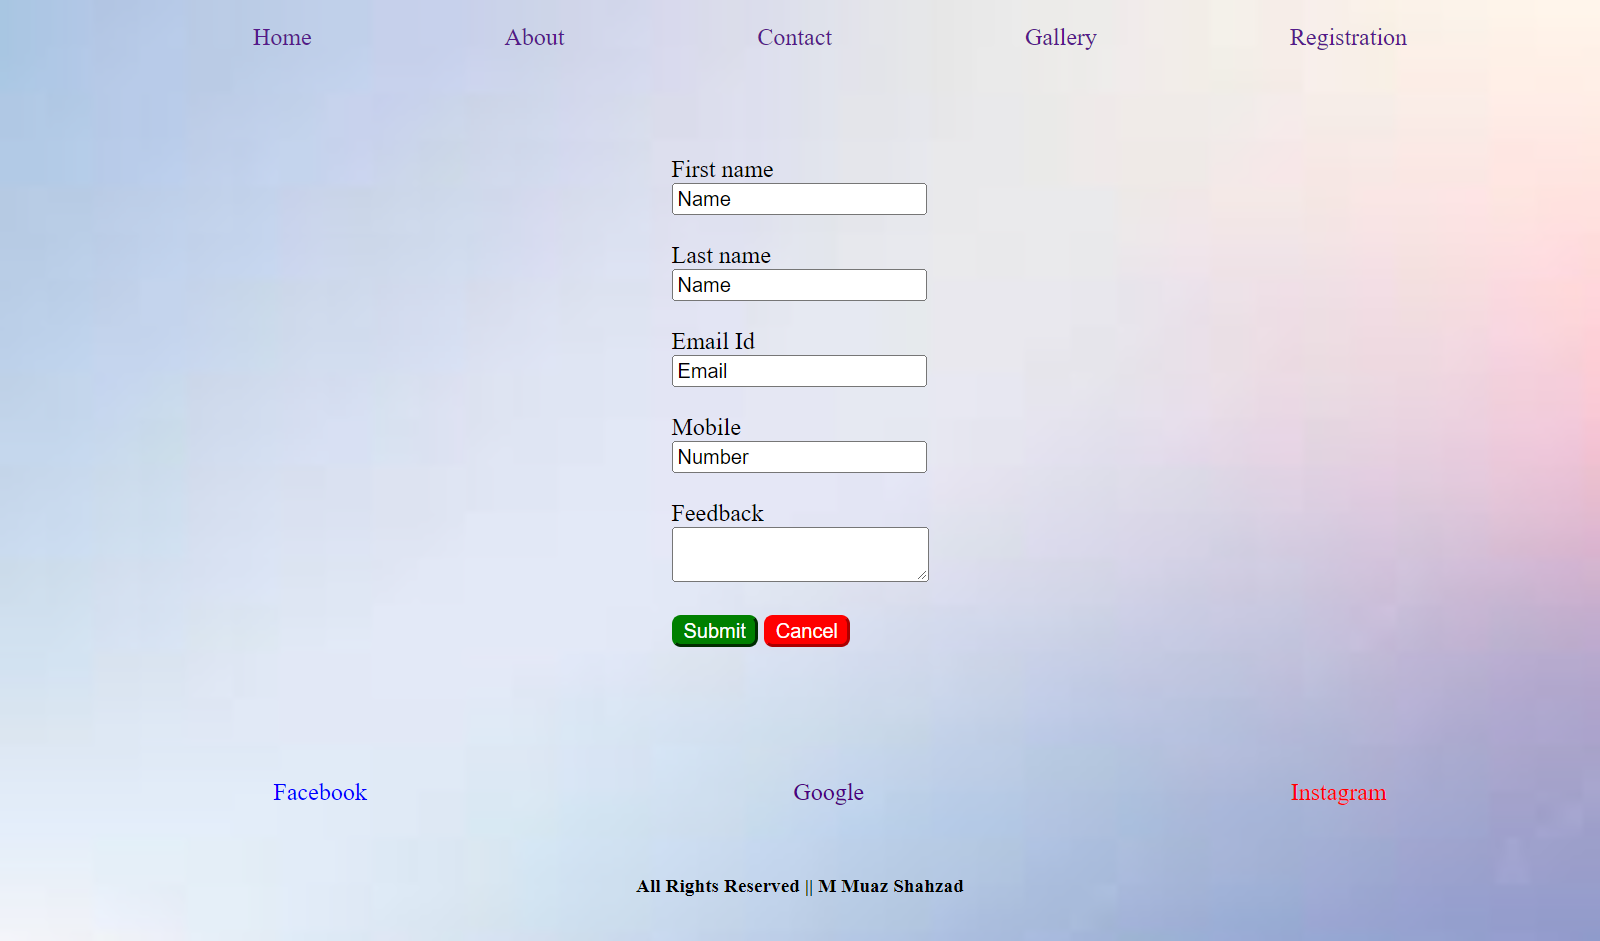 Home About Contact Gallery Registration
First name
Name
Last name
Name
Email Id
Email
Mobile
Number
Feedback
Submit Cancel
Facebook Google Instagram
All Rights Reserved || M Muaz Shahzad